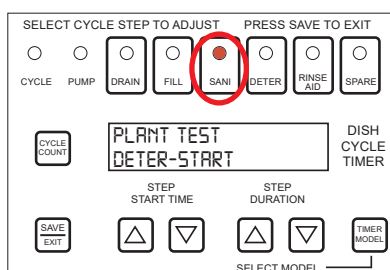 SELECT CYCLE STEP TO ADJUST PRESS SAVE TO EXIT
CYCLE PUMP DRAIN FILL SANI DETER RINSE AID SPARE
CYCLE COUNT
PLANT TEST
DETER-START
DISH
CYCLE
TIMER
STEP
START TIME
STEP
DURATION
SAVE
EXIT
TIMER
MODEL
SELECT MODEL